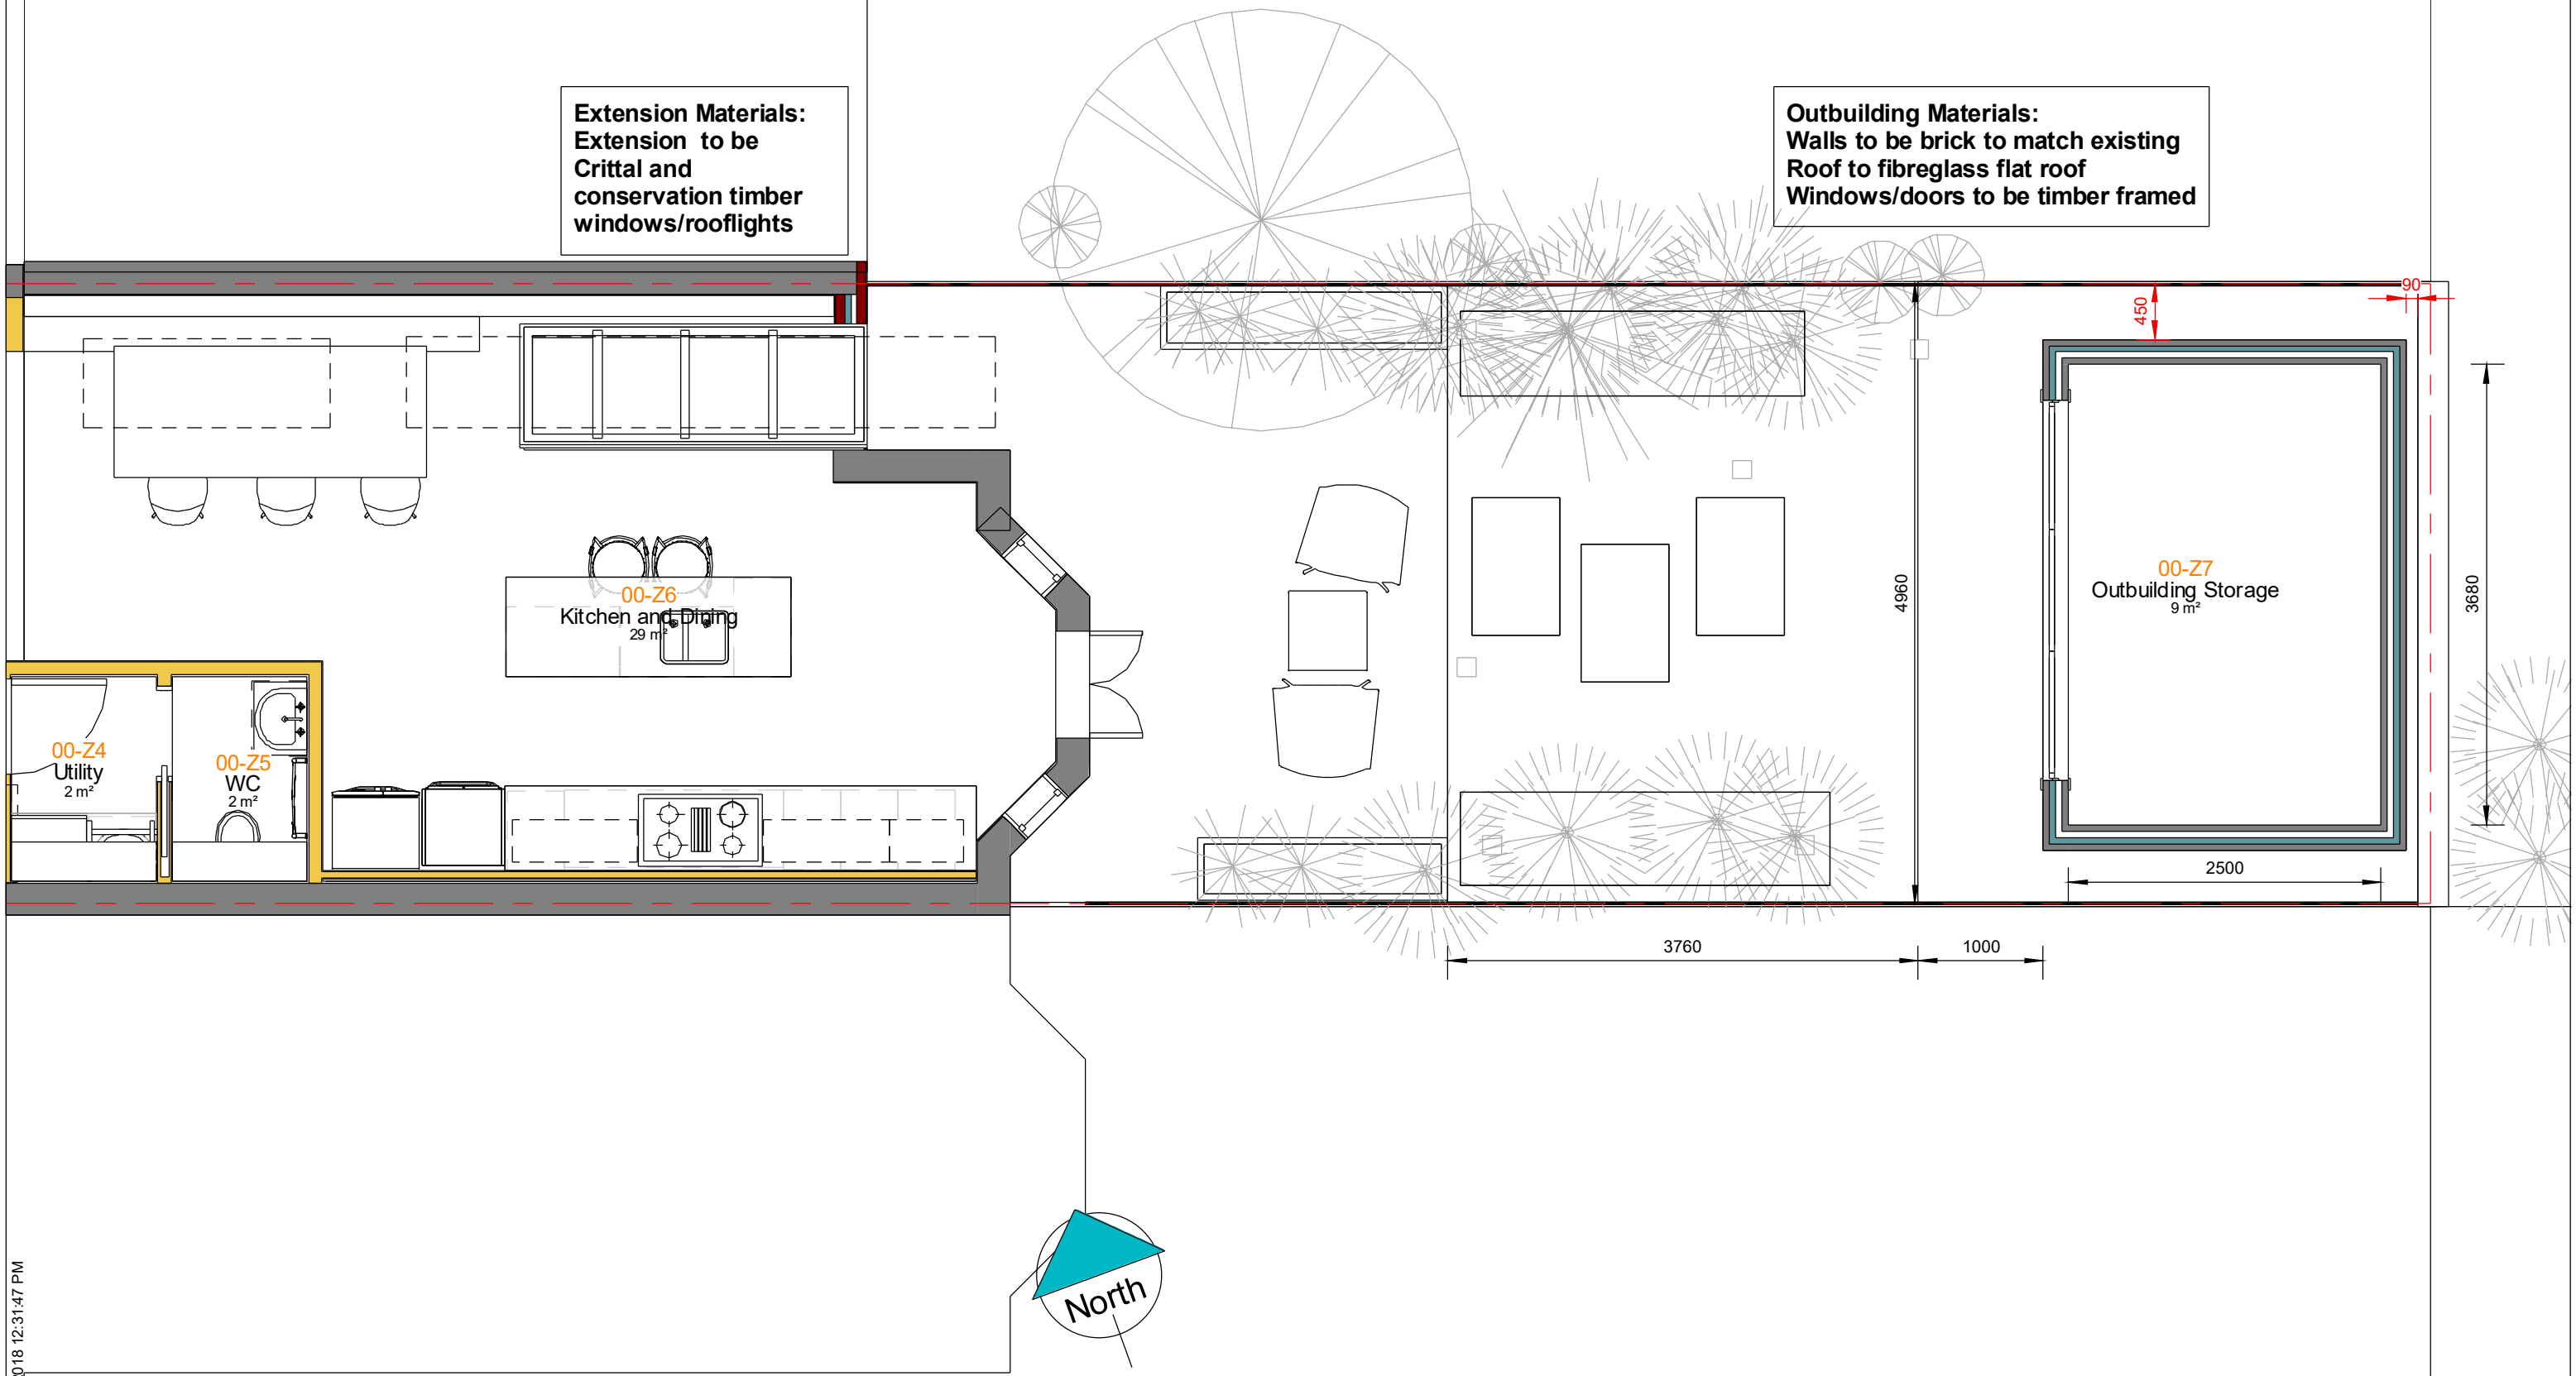 Extension Materials:
Extension to be
Crittal and
conservation timber
windows/rooflights
Outbuilding Materials:
Walls to be brick to match existing
Roof to fibreglass flat roof
Windows/doors to be timber framed
90
450
00-Z6
Kitchen and Dining
29 m²
4960
00-Z7
Outbuilding Storage
9 m²
3680
00-Z4
Utility
2 m²
00-Z5
WC
2 m²
2500
3760
1000
North
018 12:31:47 PM